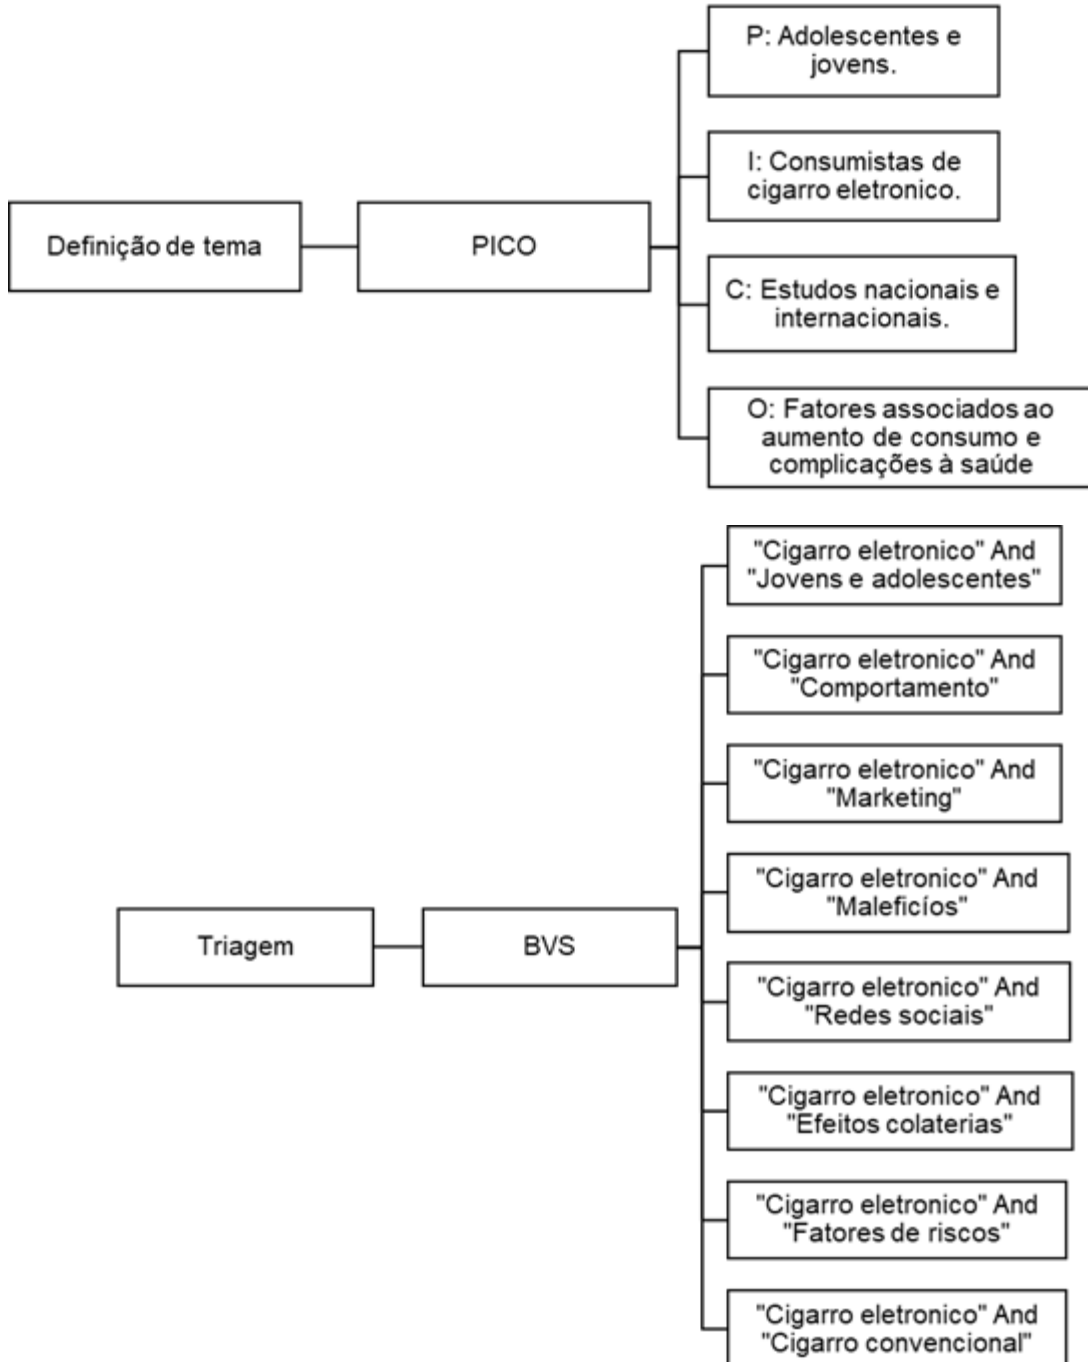 P: Adolescentes e
jovens.
I: Consumistas de
cigarro eletronico.
Definição de tema
PICO
C: Estudos nacionais e
internacionais.
O: Fatores associados ao
aumento de consumo e
complicações à saúde
"Cigarro eletronico" And
"Jovens e adolescentes"
"Cigarro eletronico" And
"Comportamento"
"Cigarro eletronico" And
"Marketing"
"Cigarro eletronico" And
"Maleficíos"
Triagem
BVS
"Cigarro eletronico" And
"Redes sociais"
"Cigarro eletronico" And
"Efeitos colaterias"
"Cigarro eletronico" And
"Fatores de riscos"
"Cigarro eletronico" And
"Cigarro convencional"